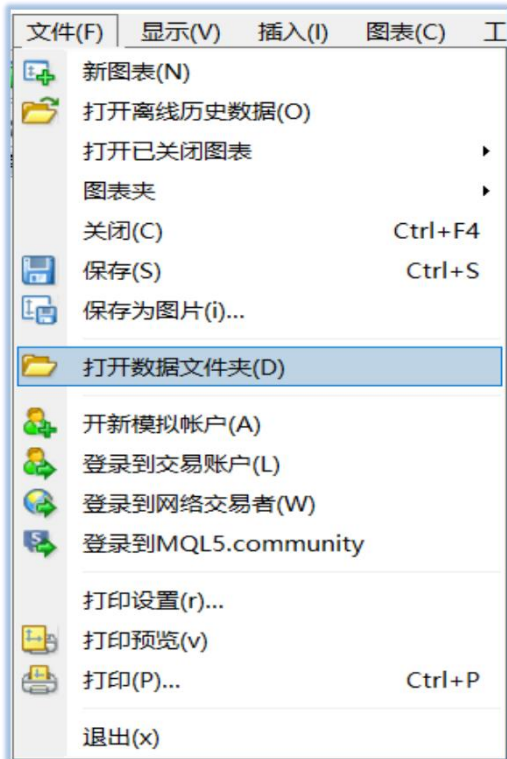 文件(F) 显示(V) 插入(I) 图表(C) 工
新图表(N)
打开离线历史数据(O)
打开已关闭图表
图表夹
关闭(C) Ctrl+F4
保存(S) Ctrl+S
保存为图片(i)...
打开数据文件夹(D)
开新模拟帐户(A)
登录到交易账户(L)
登录到网络交易者(W)
登录到MQL5.community
打印设置(r)...
打印预览(v)
打印(P)... Ctrl+P
退出(x)